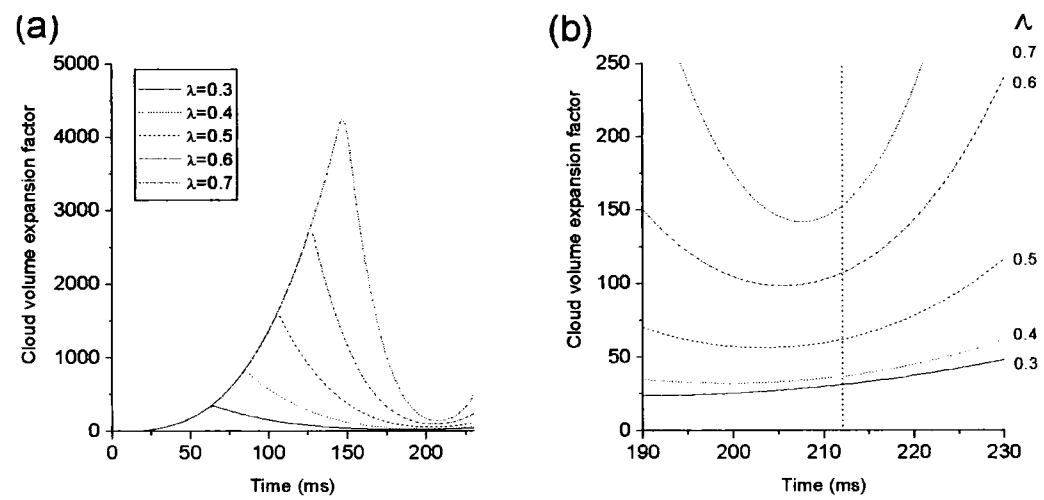 (a)
Cloud volume expansion factor
5000
4000
3000
2000
1000
0
λ=0.3
λ=0.4
λ=0.5
λ=0.6
λ=0.7
0 50 100 150 200
Time (ms)
(b)
Cloud volume expansion factor
250
200
150
100
50
0
190 200 210 220 230
Time (ms)
Λ
0.7
0.6
0.5
0.4
0.3